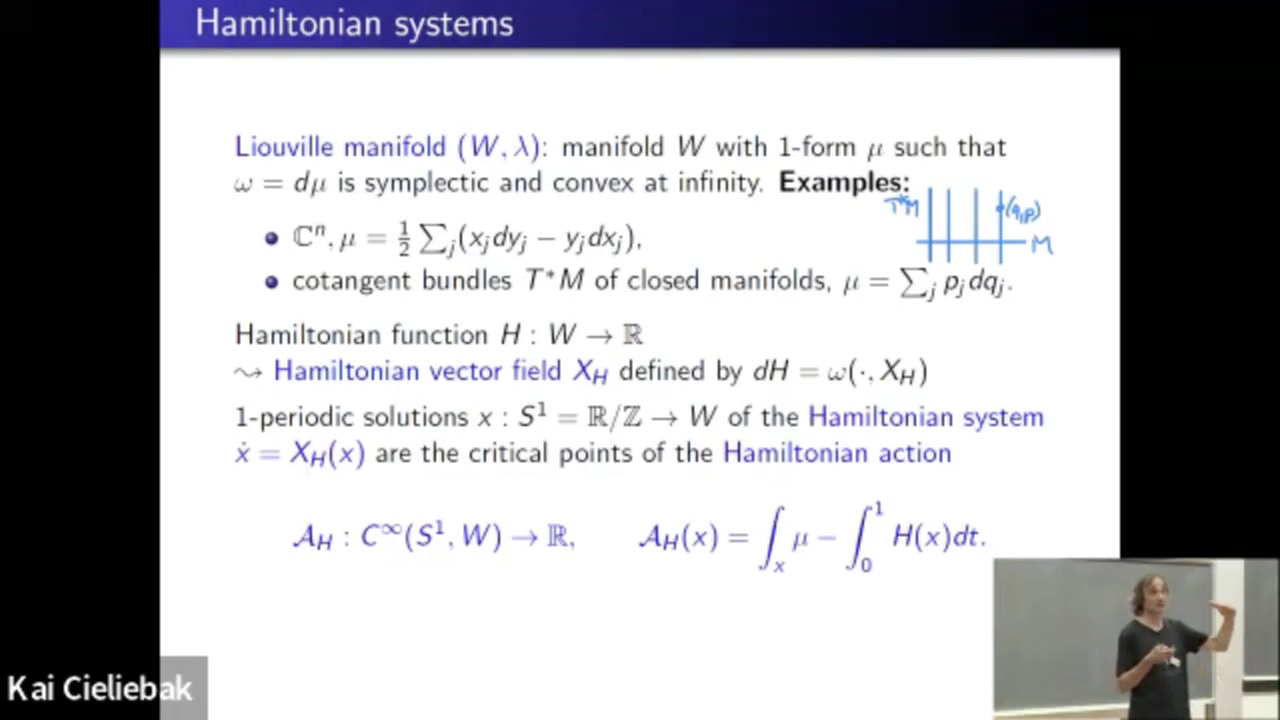 Hamiltonian systems
Liouville manifold (W, λ): manifold W with 1-form μ such that
ω = dμ is symplectic and convex at infinity. Examples:
T*M
(q,p)
M
• ℂⁿ, μ = ½ ∑ⱼ(xⱼdyⱼ − yⱼdxⱼ),
• cotangent bundles T*M of closed manifolds, μ = ∑ⱼ pⱼdqⱼ.
Hamiltonian function H : W → ℝ
⇝ Hamiltonian vector field X_H defined by dH = ω(·, X_H)
1-periodic solutions x : S¹ = ℝ/ℤ → W of the Hamiltonian system
ẋ = X_H(x) are the critical points of the Hamiltonian action
𝒜_H : C^∞(S¹, W) → ℝ, 𝒜_H(x) = ∫_x μ − ∫₀¹ H(x)dt.
Kai Cieliebak